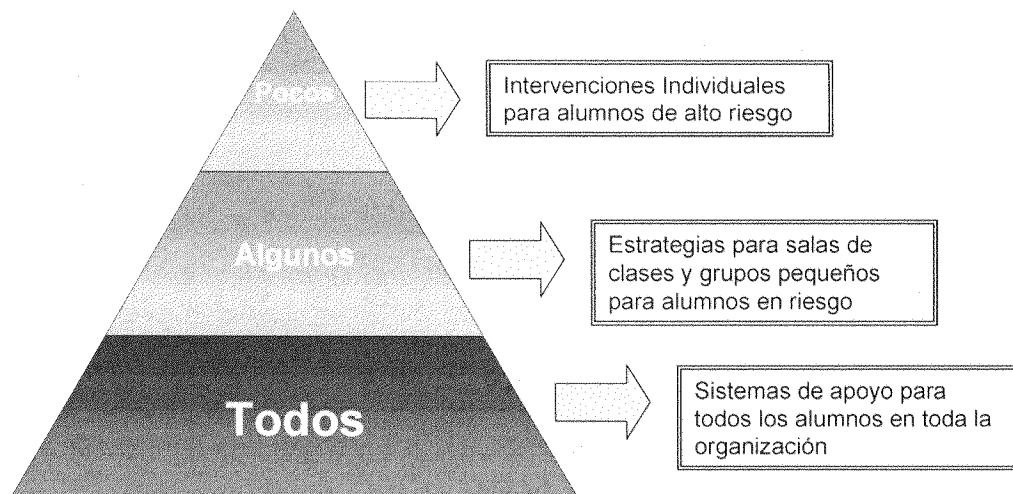 Pocos
Intervenciones Individuales
para alumnos de alto riesgo
Algunos
Estrategias para salas de
clases y grupos pequeños
para alumnos en riesgo
Todos
Sistemas de apoyo para
todos los alumnos en toda la
organización